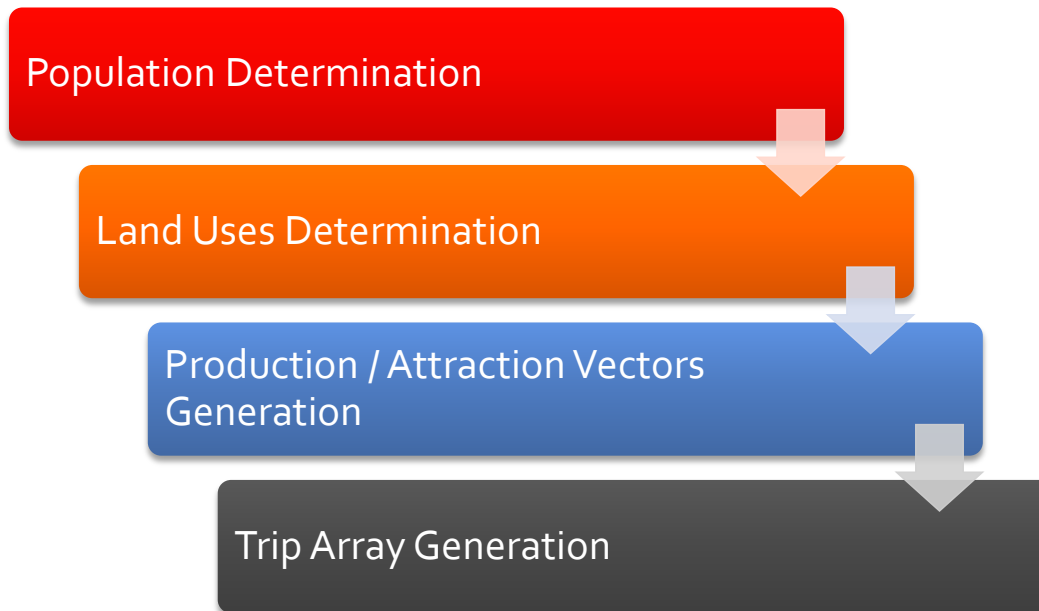 Population Determination
Land Uses Determination
Production / Attraction Vectors
Generation
Trip Array Generation